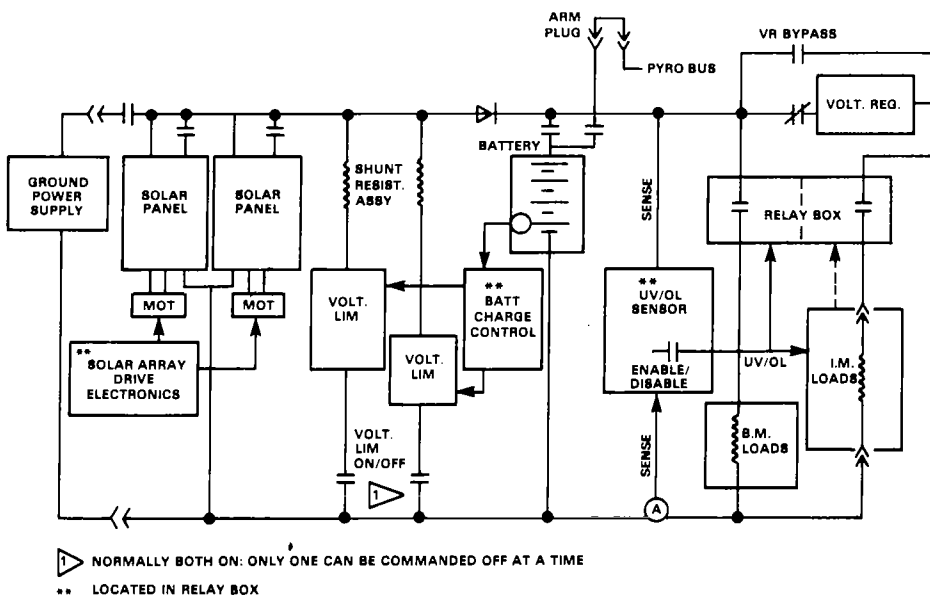 ARM
PLUG
PYRO BUS
VR BYPASS
VOLT. REG.
BATTERY
GROUND
POWER
SUPPLY
SOLAR
PANEL
SOLAR
PANEL
SHUNT
RESIST.
ASSY
SENSE
RELAY BOX
MOT
MOT
VOLT.
LIM
**
BATT
CHARGE
CONTROL
**
UV/OL
SENSOR
ENABLE/
DISABLE
UV/OL
I.M.
LOADS
**
SOLAR ARRAY
DRIVE
ELECTRONICS
VOLT.
LIM
VOLT.
LIM
ON/OFF
1
SENSE
B.M.
LOADS
A
1 NORMALLY BOTH ON: ONLY ONE CAN BE COMMANDED OFF AT A TIME
** LOCATED IN RELAY BOX